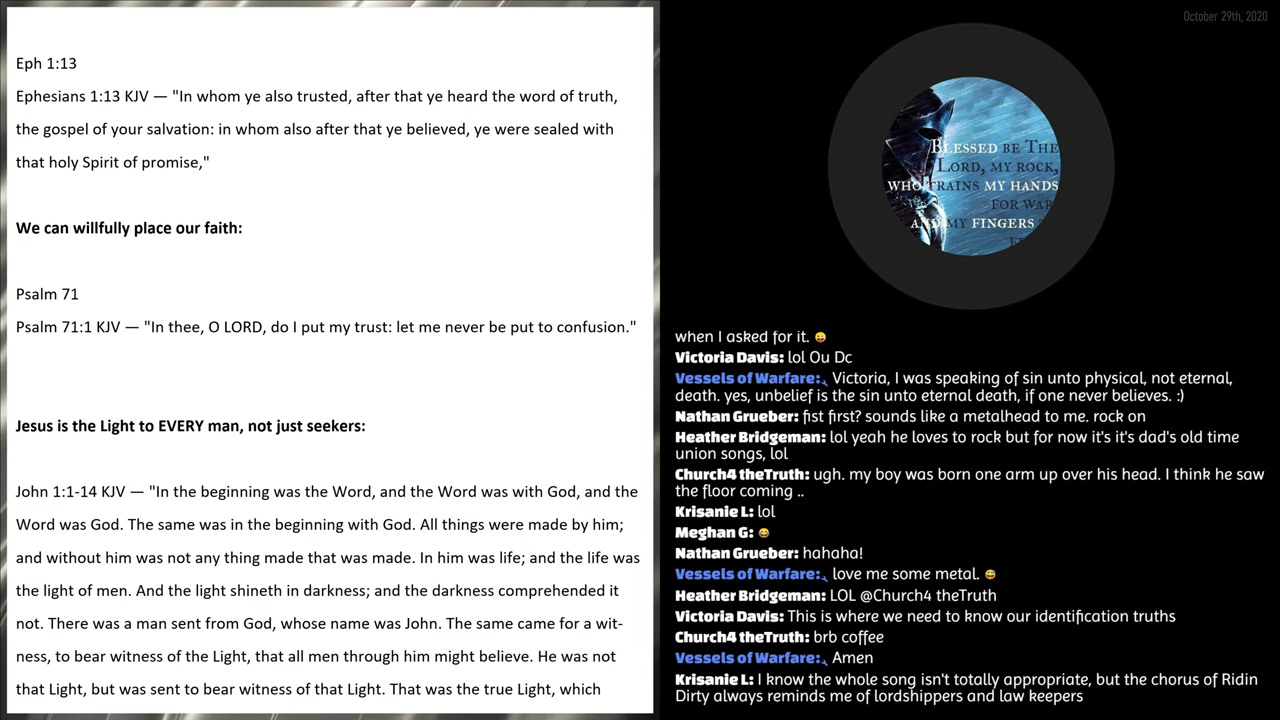 Eph 1:13
Ephesians 1:13 KJV — "In whom ye also trusted, after that ye heard the word of truth,
the gospel of your salvation: in whom also after that ye believed, ye were sealed with
that holy Spirit of promise,"
We can willfully place our faith:
Psalm 71
Psalm 71:1 KJV — "In thee, O LORD, do I put my trust: let me never be put to confusion."
Jesus is the Light to EVERY man, not just seekers:
John 1:1-14 KJV — "In the beginning was the Word, and the Word was with God, and the
Word was God. The same was in the beginning with God. All things were made by him;
and without him was not any thing made that was made. In him was life; and the life was
the light of men. And the light shineth in darkness; and the darkness comprehended it
not. There was a man sent from God, whose name was John. The same came for a wit-
ness, to bear witness of the Light, that all men through him might believe. He was not
that Light, but was sent to bear witness of that Light. That was the true Light, which
October 29th, 2020
BLESSED BE THE
LORD, MY ROCK,
WHO TRAINS MY HANDS
FOR WAR
AND MY FINGERS
when I asked for it. 😜
Victoria Davis: lol Ou Dc
Vessels of Warfare: Victoria, I was speaking of sin unto physical, not eternal,
death. yes, unbelief is the sin unto eternal death, if one never believes. :)
Nathan Grueber: fist first? sounds like a metalhead to me. rock on
Heather Bridgeman: lol yeah he loves to rock but for now it's it's dad's old time
union songs, lol
Church4 theTruth: ugh. my boy was born one arm up over his head. I think he saw
the floor coming ..
Krisanie L: lol
Meghan G: 😂
Nathan Grueber: hahaha!
Vessels of Warfare: love me some metal. 😅
Heather Bridgeman: LOL @Church4 theTruth
Victoria Davis: This is where we need to know our identification truths
Church4 theTruth: brb coffee
Vessels of Warfare: Amen
Krisanie L: I know the whole song isn't totally appropriate, but the chorus of Ridin
Dirty always reminds me of lordshippers and law keepers